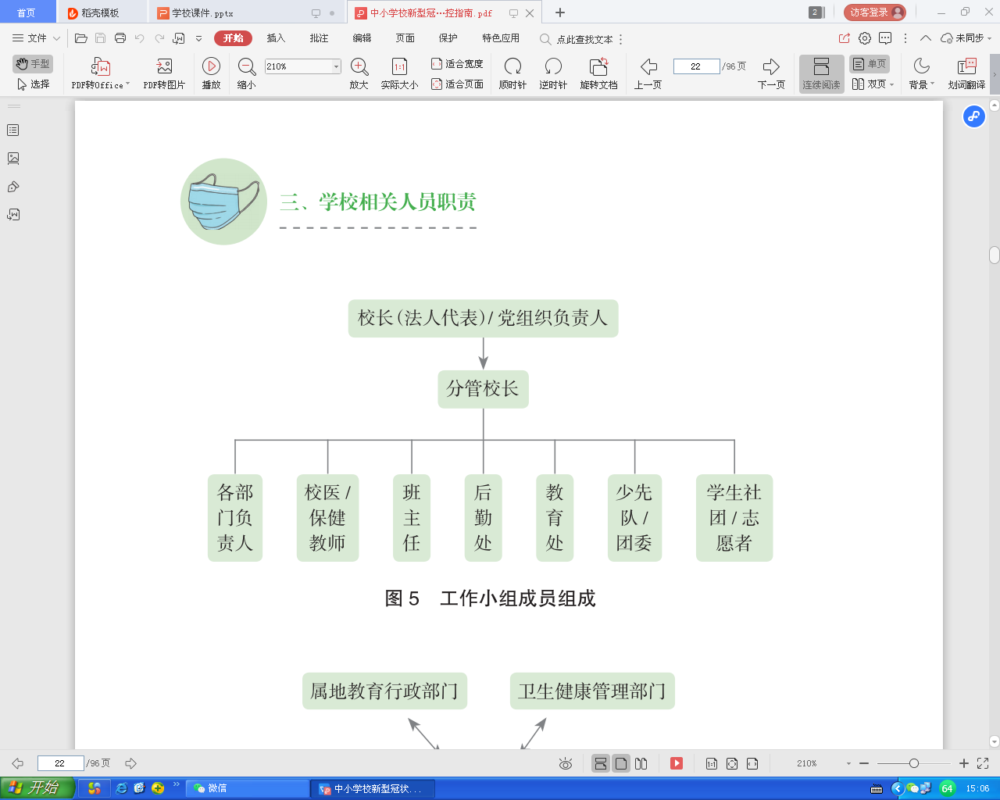 首页 稻壳模板 学校课件.pptx 中小学校新型冠…控指南.pdf 2 访客登录
文件 开始 插入 批注 编辑 页面 保护 特色应用 点此查找文本 未同步
手型 210% 适合宽度 22 /96页 单页
选择 PDF转Office PDF转图片 播放 缩小 放大 实际大小 1:1 适合页面 顺时针 逆时针 旋转文档 上一页 下一页 连续阅读 双页 背景 划词翻译
三、学校相关人员职责
校长(法人代表)/党组织负责人
分管校长
各部
门负
责人
校医/
保健
教师
班
主
任
后
勤
处
教
育
处
少先
队/
团委
学生社
团/志
愿者
图 5 工作小组成员组成
属地教育行政部门 卫生健康管理部门
22 /96页 1:1 210%
开始 微信 中小学校新型冠状... 64 15:06